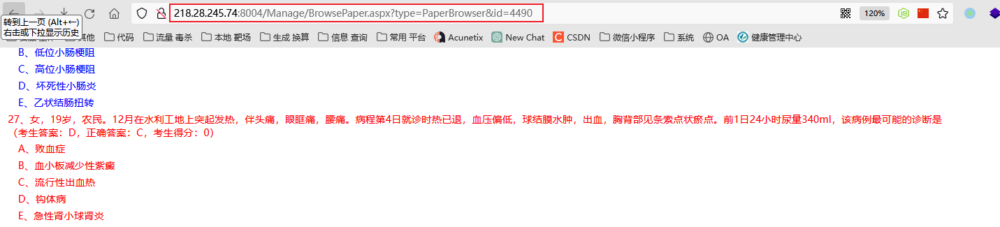 218.28.245.74:8004/Manage/BrowsePaper.aspx?type=PaperBrowser&id=4490
120%
转到上一页 (Alt+←)
右击或下拉显示历史
其他
代码
流量 毒杀
本地 靶场
生成 换算
信息 查询
常用 平台
Acunetix
New Chat
CSDN
微信小程序
系统
OA
健康管理中心
B、低位小肠梗阻
C、高位小肠梗阻
D、坏死性小肠炎
E、乙状结肠扭转
27、女，19岁，农民。12月在水利工地上突起发热，伴头痛，眼眶痛，腰痛。病程第4日就诊时热已退，血压偏低，球结膜水肿，出血，胸背部见条索点状瘀点。前1日24小时尿量340ml，该病例最可能的诊断是
（考生答案：D，正确答案：C，考生得分：0）
A、败血症
B、血小板减少性紫癜
C、流行性出血热
D、钩体病
E、急性肾小球肾炎